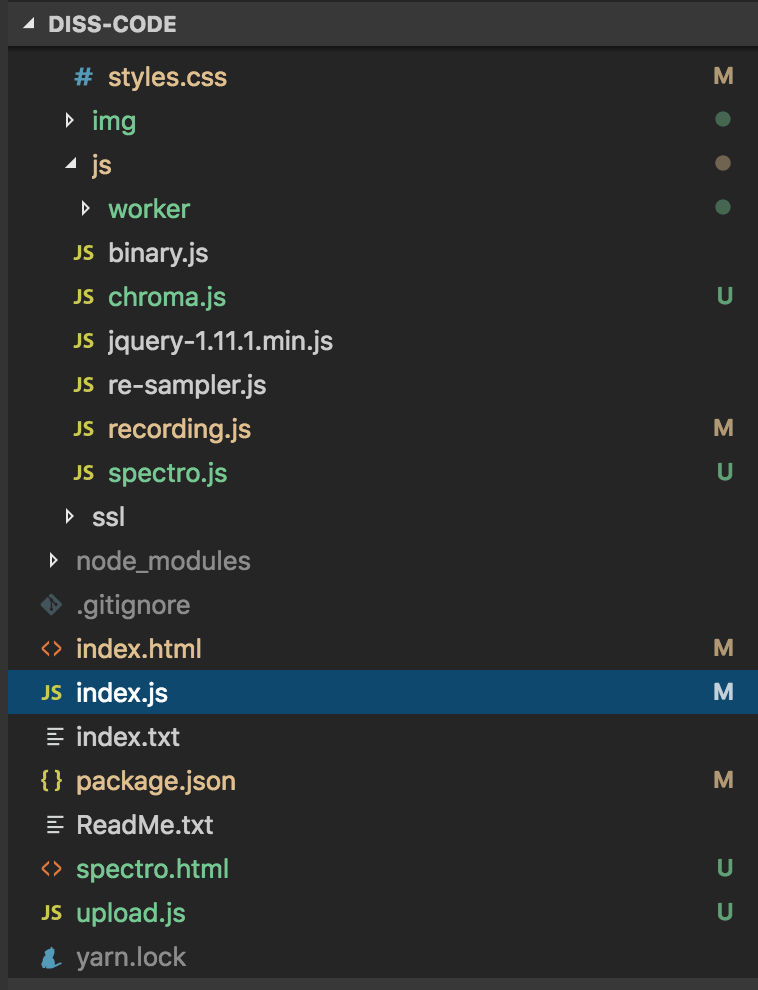 DISS-CODE
# styles.css M
img
js
worker
JS binary.js
JS chroma.js U
JS jquery-1.11.1.min.js
JS re-sampler.js
JS recording.js M
JS spectro.js U
ssl
node_modules
.gitignore
<> index.html M
JS index.js M
index.txt
{} package.json M
ReadMe.txt
<> spectro.html U
JS upload.js U
yarn.lock